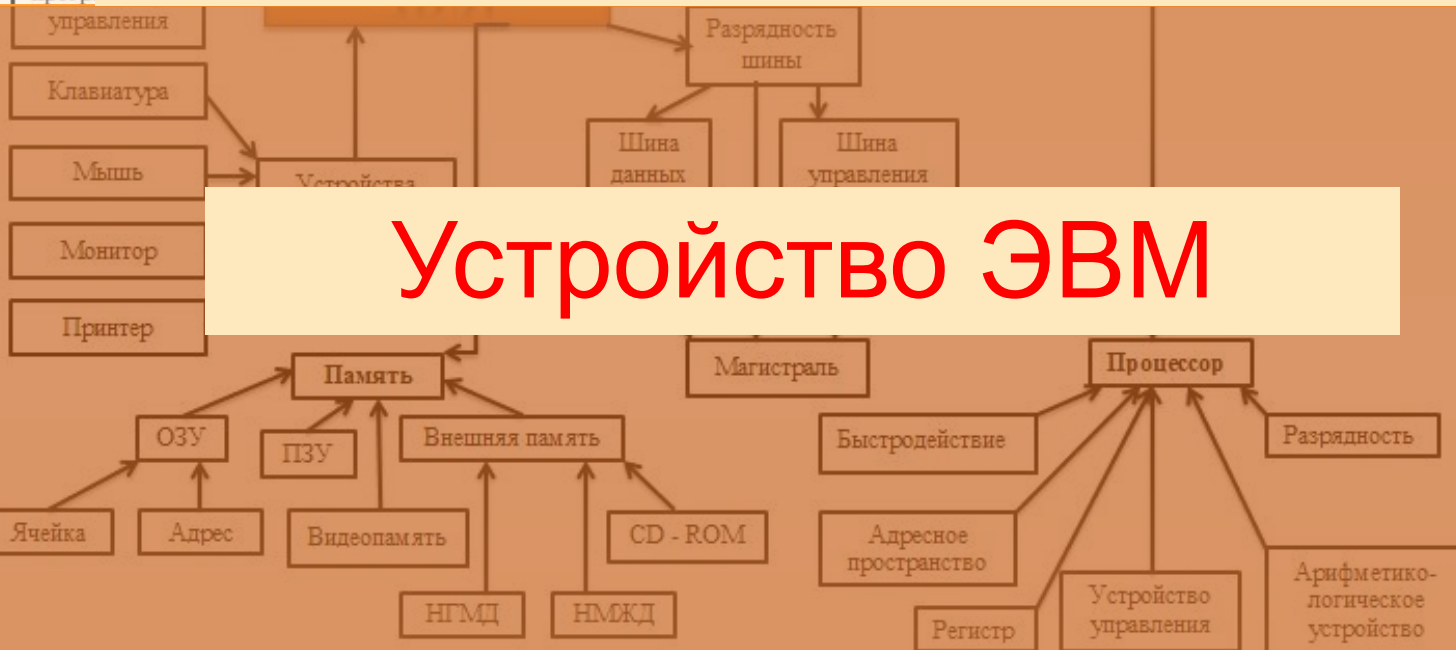 управления
Разрядность
шины
Клавиатура
Шина
данных
Шина
управления
Мышь
Устройства
Устройство ЭВМ
Монитор
Принтер
Память
Магистраль
Процессор
ОЗУ
ПЗУ
Внешняя память
Быстродействие
Разрядность
Ячейка
Адрес
Видеопамять
CD - ROM
Адресное
пространство
НГМД
НМЖД
Регистр
Устройство
управления
Арифметико-
логическое
устройство